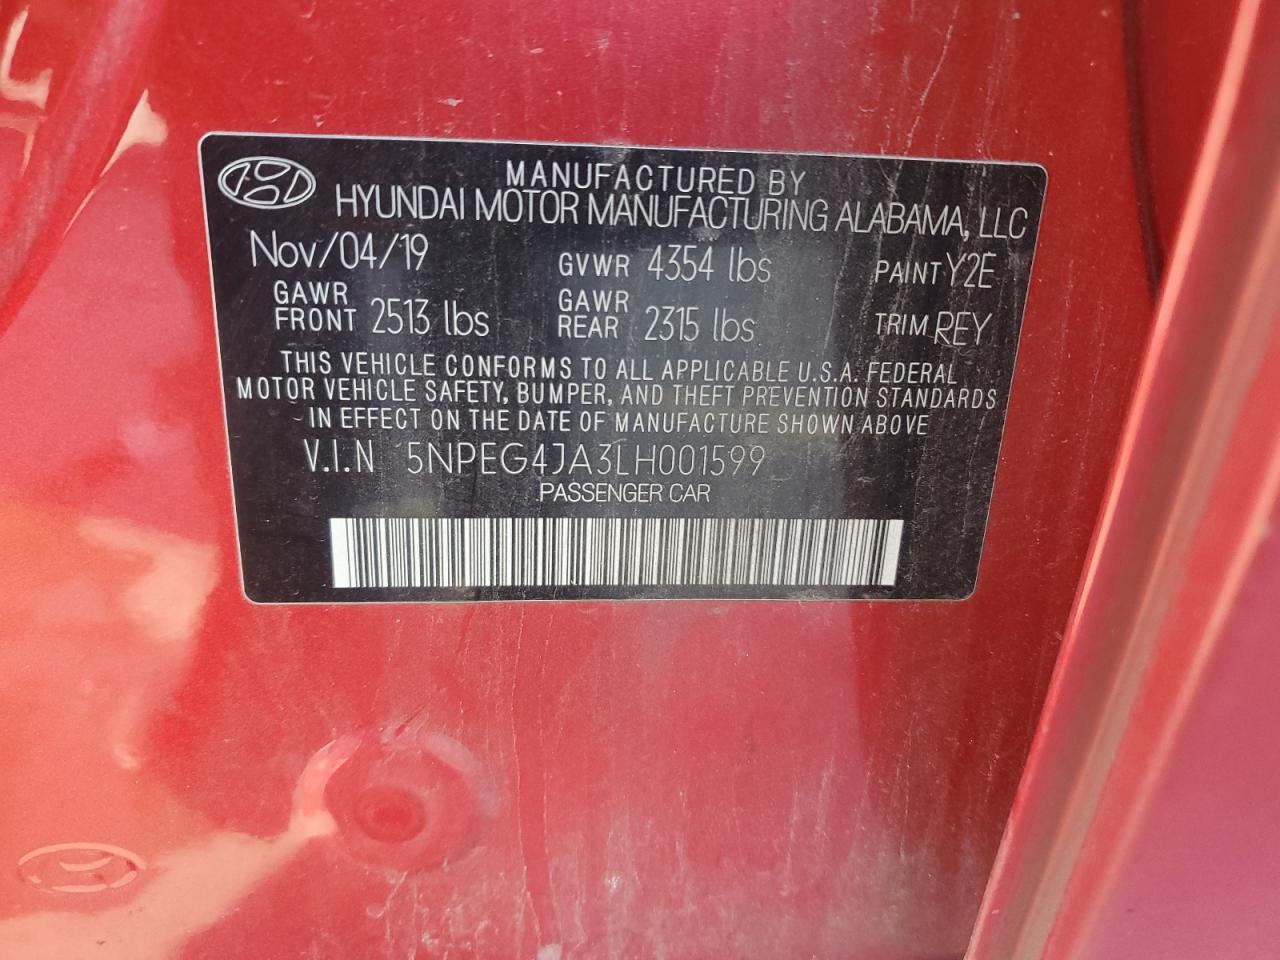 MANUFACTURED BY
HYUNDAI MOTOR MANUFACTURING ALABAMA, LLC
Nov/04/19 GVWR 4354 lbs PAINT Y2E
GAWR FRONT 2513 lbs GAWR REAR 2315 lbs TRIM REY
THIS VEHICLE CONFORMS TO ALL APPLICABLE U.S.A. FEDERAL
MOTOR VEHICLE SAFETY, BUMPER, AND THEFT PREVENTION STANDARDS
IN EFFECT ON THE DATE OF MANUFACTURE SHOWN ABOVE
V.I.N 5NPEG4JA3LH001599
PASSENGER CAR